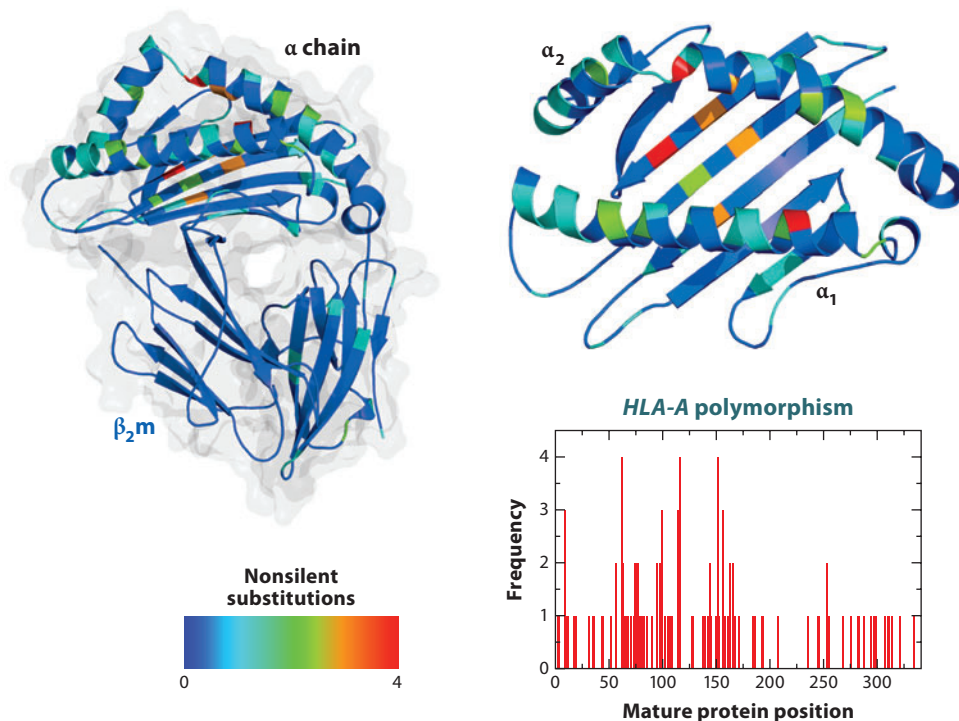 α chain
β₂m
α₂
α₁
Nonsilent
substitutions
0
4
HLA-A polymorphism
Frequency
4
3
2
1
0
0 50 100 150 200 250 300
Mature protein position